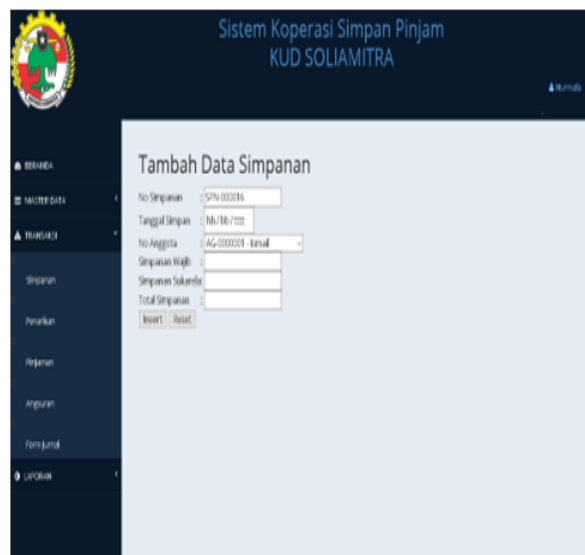 Sistem Koperasi Simpan Pinjam
KUD SOLIAMITRA
Nurmala
BERANDA
MASTER DATA
TRANSAKSI
Simpanan
Penarikan
Pinjaman
Angsuran
Form Jurnal
LAPORAN
Tambah Data Simpanan
No Simpanan : SPN-000016
Tanggal Simpan : hh/bb/tttt
No Anggota : AG-0000001 - Ismail
Simpanan Wajib :
Simpanan Sukarela:
Total Simpanan :
Insert Reset